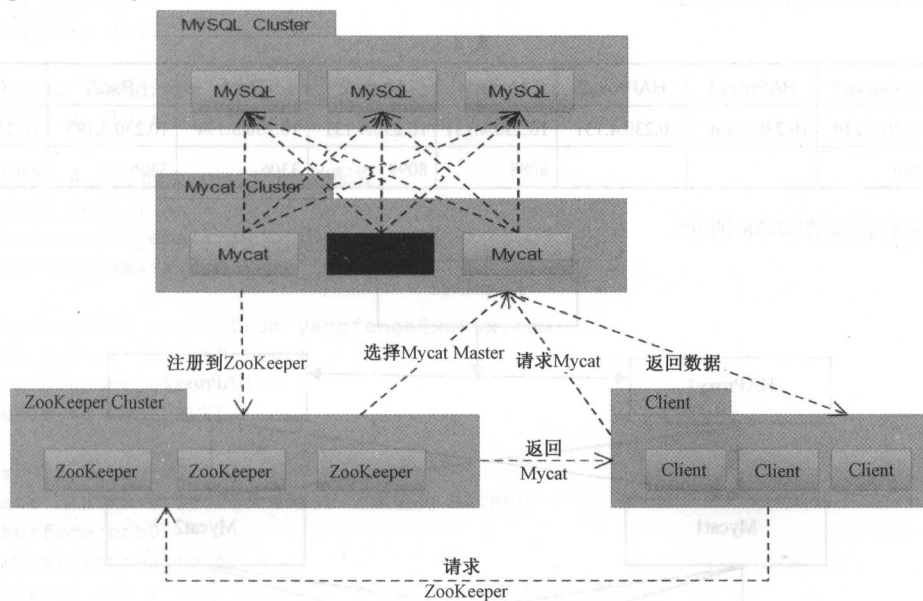 MySQL Cluster
MySQL
MySQL
MySQL
Mycat Cluster
Mycat
Mycat
注册到ZooKeeper
选择Mycat Master
请求Mycat
返回数据
ZooKeeper Cluster
Client
ZooKeeper
ZooKeeper
ZooKeeper
返回
Mycat
Client
Client
Client
请求
ZooKeeper